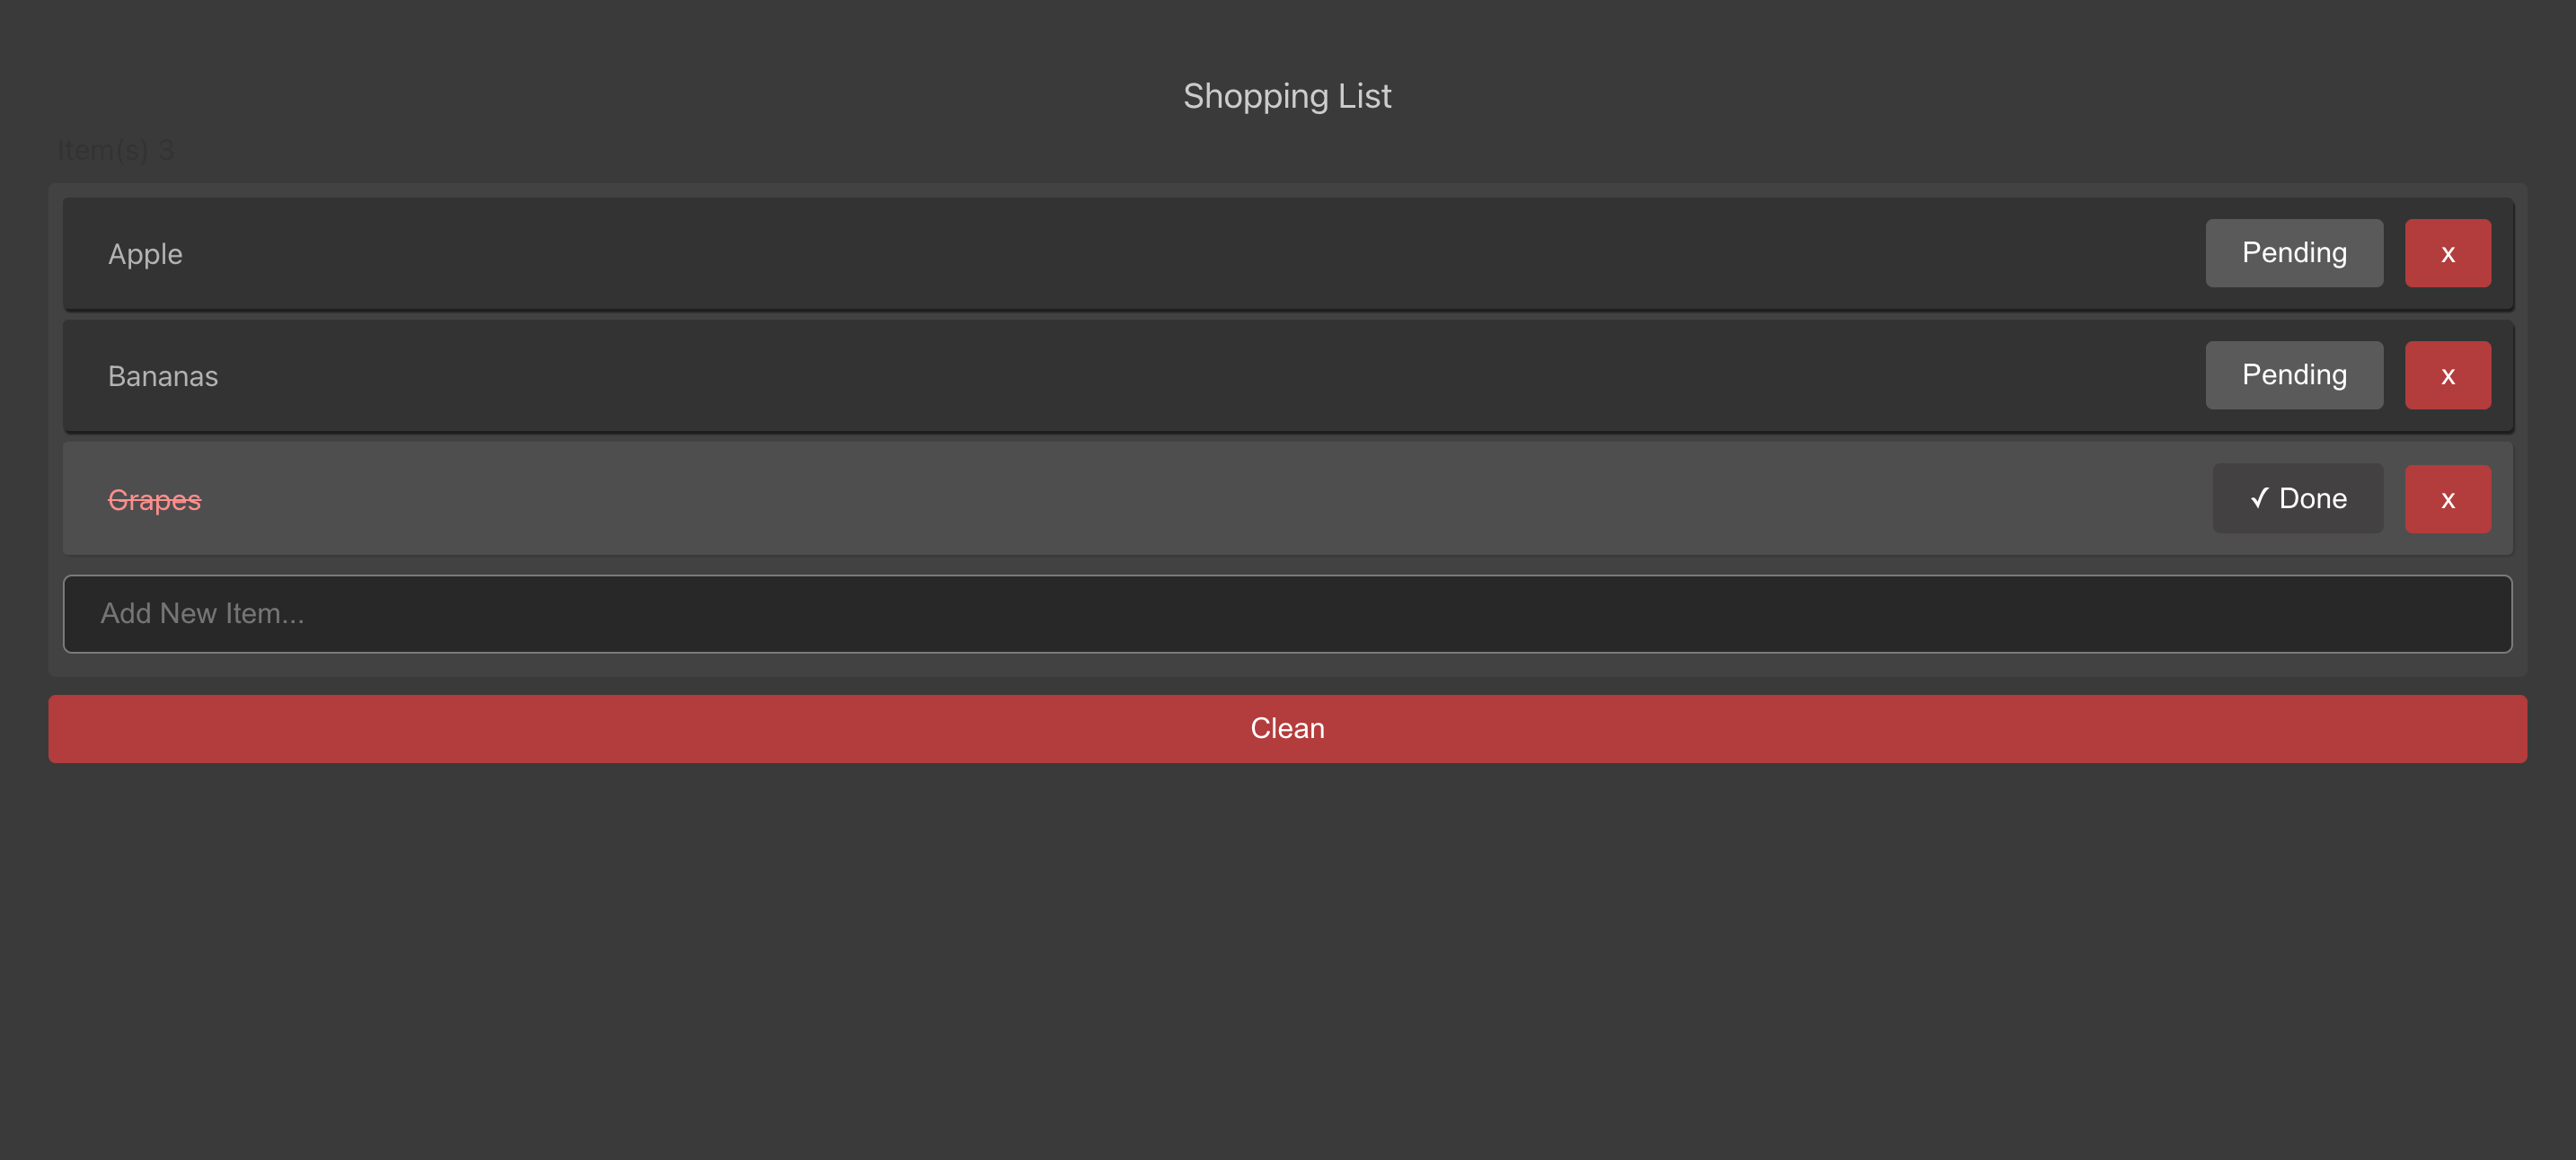 Shopping List
Item(s) 3
Apple
Pending
x
Bananas
Pending
x
Grapes
✓ Done
x
Add New Item...
Clean